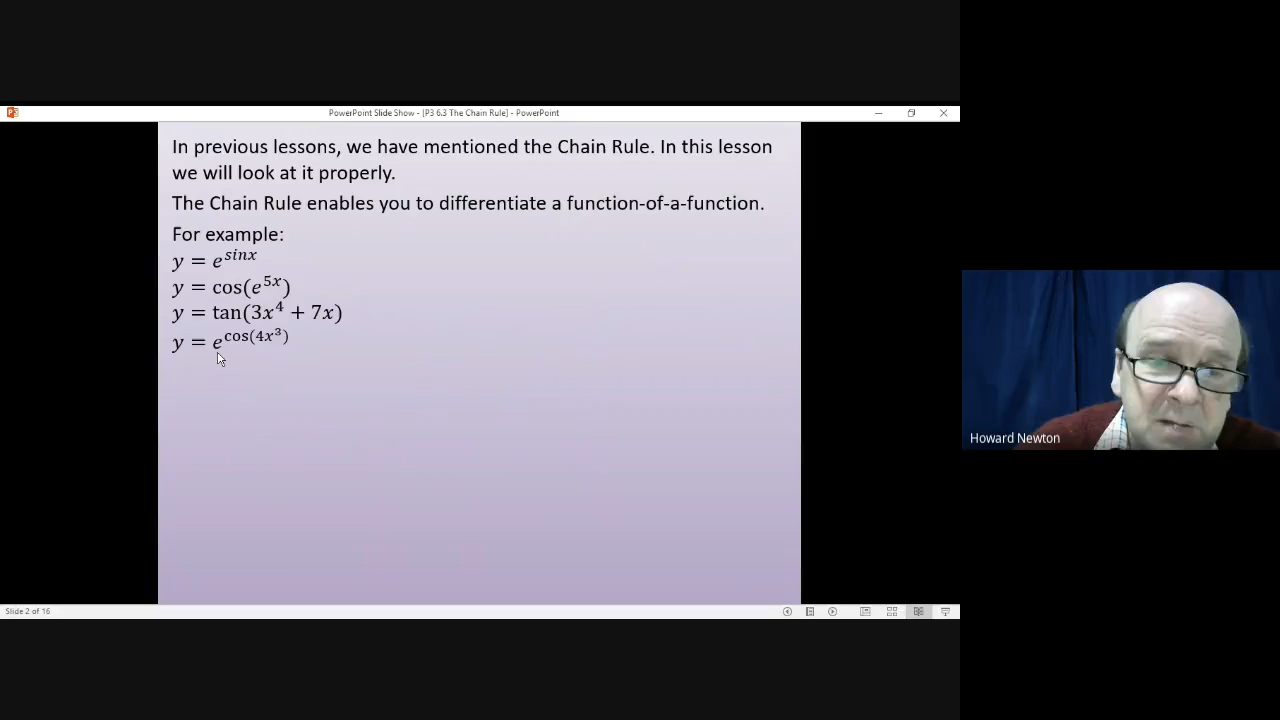 PowerPoint Slide Show - [P3 6.3 The Chain Rule] - PowerPoint
In previous lessons, we have mentioned the Chain Rule. In this lesson
we will look at it properly.
The Chain Rule enables you to differentiate a function-of-a-function.
For example:
y = e^{sinx}
y = cos(e^{5x})
y = tan(3x^4 + 7x)
y = e^{cos(4x^3)}
Howard Newton
Slide 2 of 16